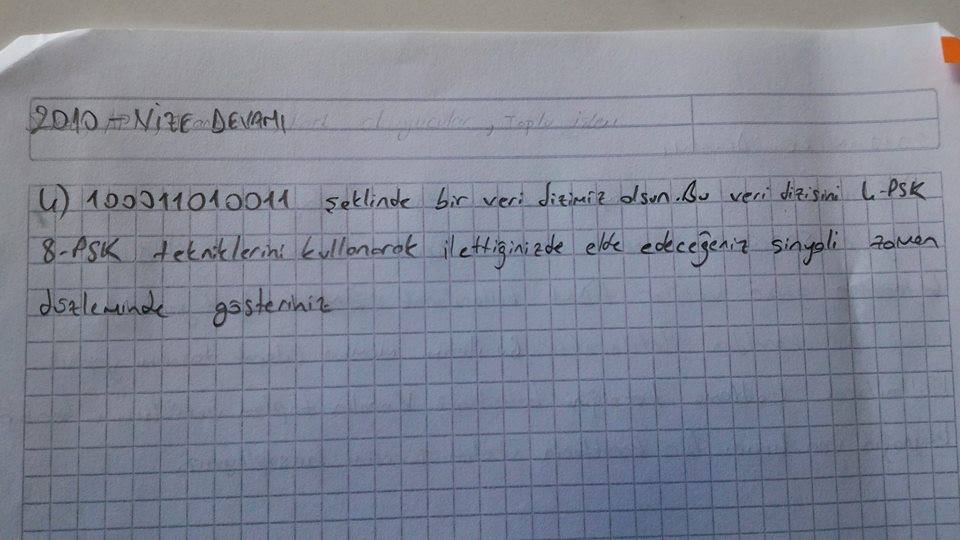 2010 - VİZE DEVAMI
4) 100011010011 şeklinde bir veri dizimiz olsun. Bu veri dizisini 4-PSK
8-PSK tekniklerini kullanarak ilettiğinizde elde edeceğeniz sinyali zaman
düzleminde gösteriniz